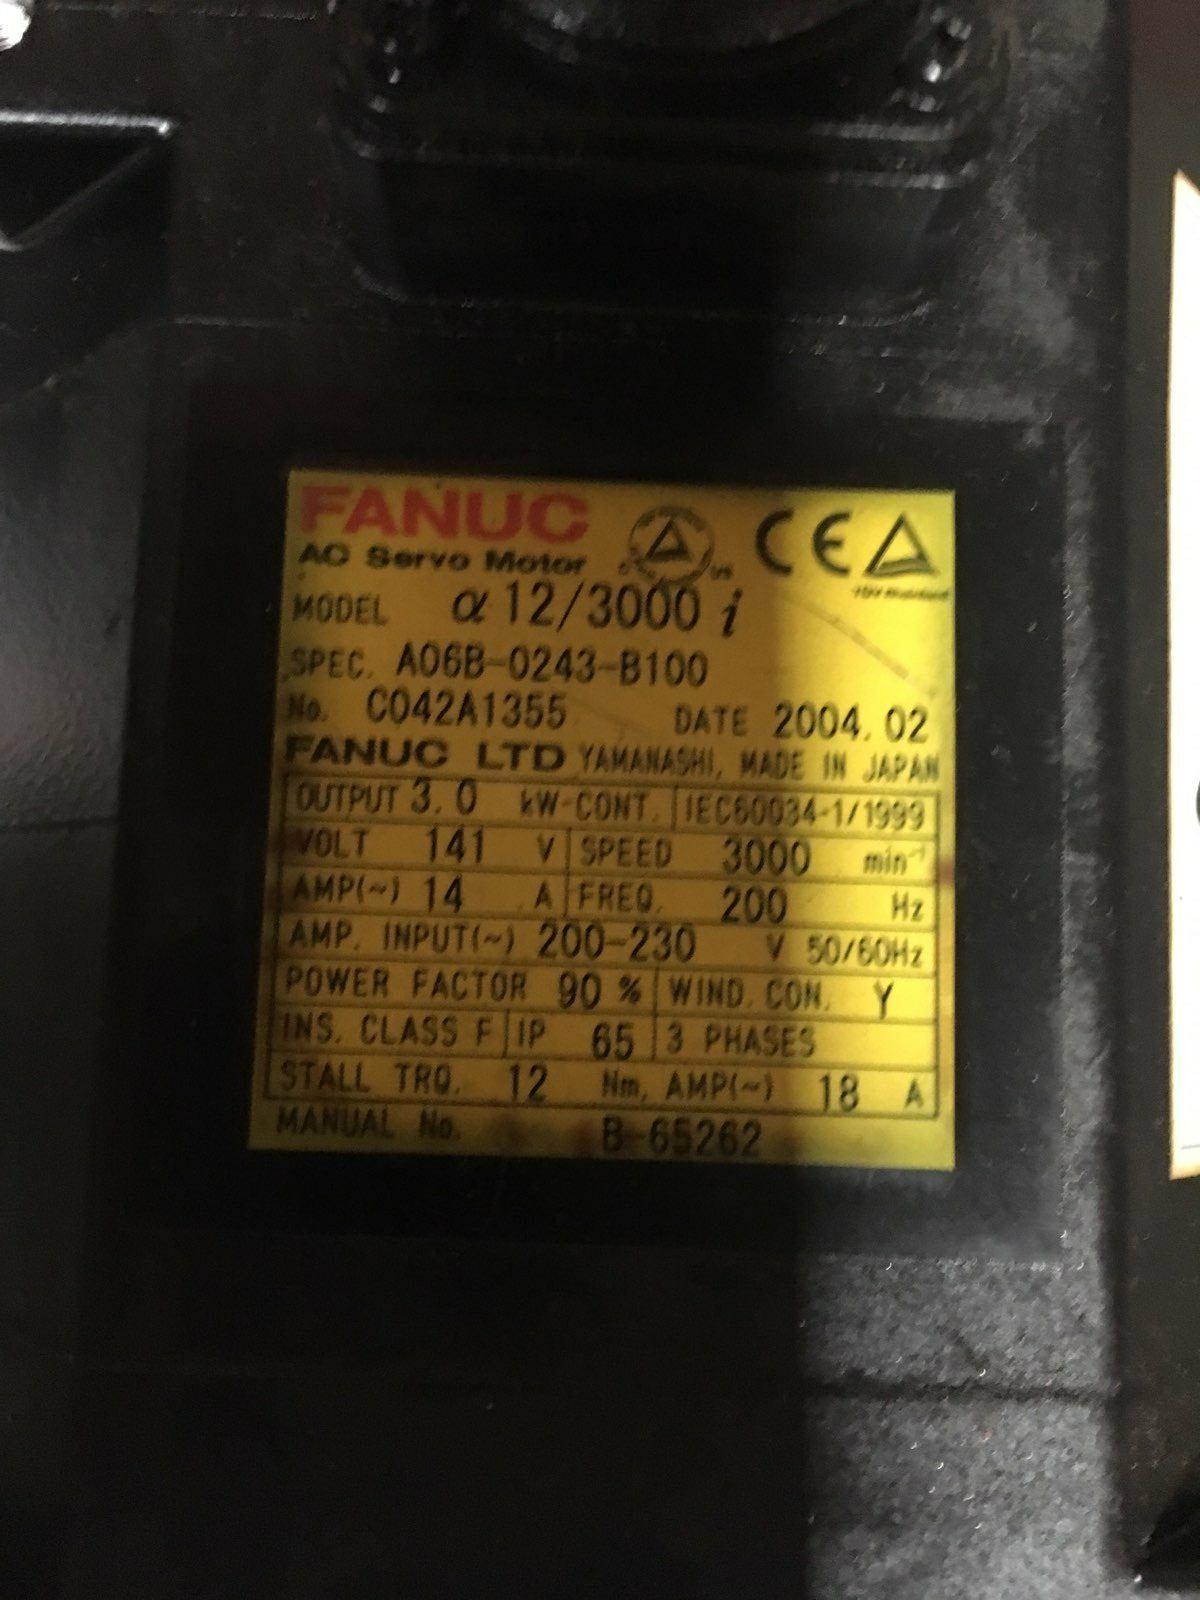 FANUC
AC Servo Motor
CE
MODEL α 12/3000 i
SPEC. A06B-0243-B100
No. C042A1355 DATE 2004.02
FANUC LTD YAMANASHI, MADE IN JAPAN
OUTPUT 3.0 kW-CONT. IEC60034-1/1999
VOLT 141 V SPEED 3000 min⁻¹
AMP(~) 14 A FREQ. 200 Hz
AMP. INPUT(~) 200-230 V 50/60Hz
POWER FACTOR 90 % WIND. CON. Y
INS. CLASS F IP 65 3 PHASES
STALL TRQ. 12 Nm, AMP(~) 18 A
MANUAL No. B-65262